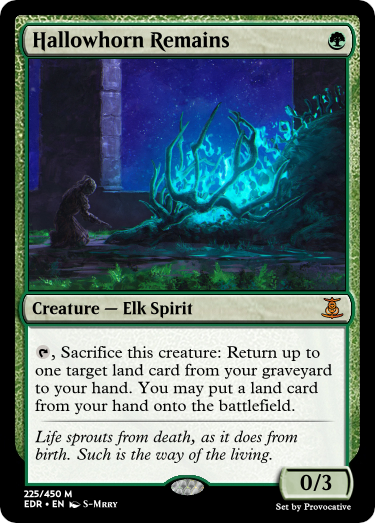 Hallowhorn Remains
Creature — Elk Spirit
, Sacrifice this creature: Return up to
one target land card from your graveyard
to your hand. You may put a land card
from your hand onto the battlefield.
Life sprouts from death, as it does from
birth. Such is the way of the living.
0/3
225/450 M
EDR • EN S-Mrry
Set by Provocative